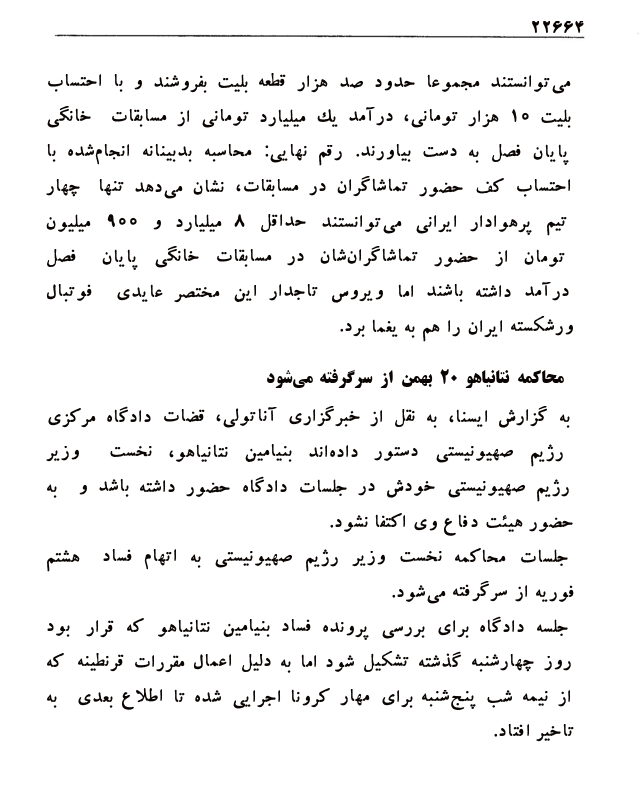 ۲۲۶۶۴
می‌توانستند مجموعا حدود صد هزار قطعه بلیت بفروشند و با احتساب
بلیت ۱۰ هزار تومانی، درآمد یك میلیارد تومانی از مسابقات خانگی
پایان فصل به دست بیاورند. رقم نهایی: محاسبه بدبینانه انجام‌شده با
احتساب کف حضور تماشاگران در مسابقات، نشان می‌دهد تنها چهار
تیم پرهوادار ایرانی می‌توانستند حداقل ۸ میلیارد و ۹۰۰ میلیون
تومان از حضور تماشاگران‌شان در مسابقات خانگی پایان فصل
درآمد داشته باشند اما ویروس تاجدار این مختصر عایدی فوتبال
ورشکسته ایران را هم به یغما برد.
محاکمه نتانیاهو ۲۰ بهمن از سرگرفته می‌شود
به گزارش ایسنا، به نقل از خبرگزاری آناتولی، قضات دادگاه مرکزی
رژیم صهیونیستی دستور داده‌اند بنیامین نتانیاهو، نخست وزیر
رژیم صهیونیستی خودش در جلسات دادگاه حضور داشته باشد و به
حضور هیئت دفاع وی اکتفا نشود.
جلسات محاکمه نخست وزیر رژیم صهیونیستی به اتهام فساد هشتم
فوریه از سرگرفته می‌شود.
جلسه دادگاه برای بررسی پرونده فساد بنیامین نتانیاهو که قرار بود
روز چهارشنبه گذشته تشکیل شود اما به دلیل اعمال مقررات قرنطینه که
از نیمه شب پنج‌شنبه برای مهار کرونا اجرایی شده تا اطلاع بعدی به
تاخیر افتاد.